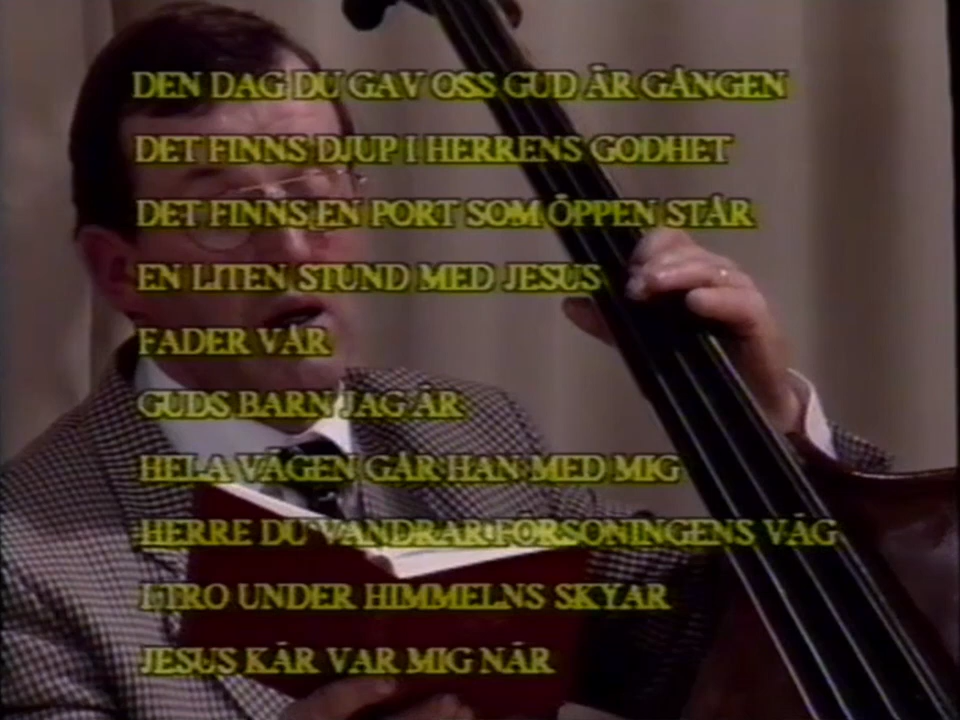 DEN DAG DU GAV OSS GUD ÄR GÅNGEN
DET FINNS DJUP I HERRENS GODHET
DET FINNS EN PORT SOM ÖPPEN STÅR
EN LITEN STUND MED JESUS
FADER VÅR
GUDS BARN JAG ÄR
HELA VÄGEN GÅR HAN MED MIG
HERRE DU VANDRAR FÖRSONINGENS VÄG
I TRO UNDER HIMMELNS SKYAR
JESUS KÄR VAR MIG NÄR